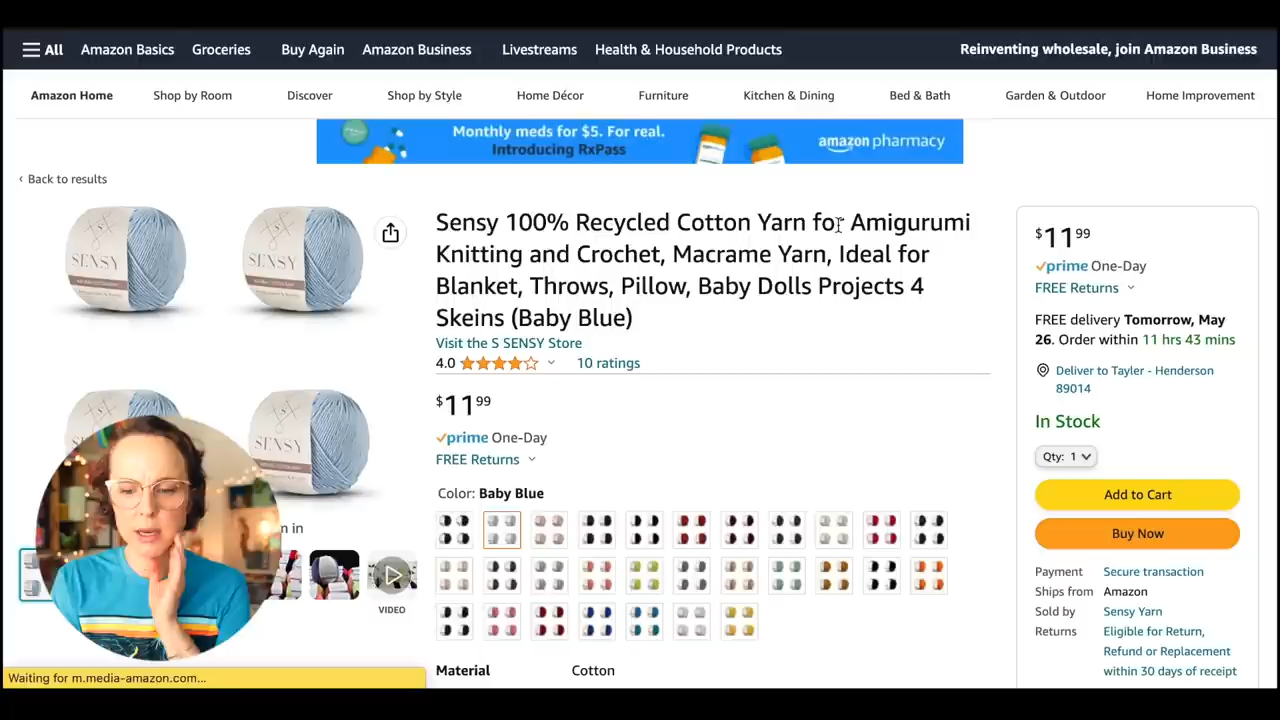 All Amazon Basics Groceries Buy Again Amazon Business Livestreams Health & Household Products Reinventing wholesale, join Amazon Business
Amazon Home Shop by Room Discover Shop by Style Home Décor Furniture Kitchen & Dining Bed & Bath Garden & Outdoor Home Improvement
Monthly meds for $5. For real.
Introducing RxPass
amazon pharmacy
‹ Back to results
SENSY
SENSY
SENSY
n in
VIDEO
Sensy 100% Recycled Cotton Yarn for Amigurumi
Knitting and Crochet, Macrame Yarn, Ideal for
Blanket, Throws, Pillow, Baby Dolls Projects 4
Skeins (Baby Blue)
Visit the S SENSY Store
4.0 10 ratings
$11.99
prime One-Day
FREE Returns
Color: Baby Blue
Material Cotton
$11.99
prime One-Day
FREE Returns
FREE delivery Tomorrow, May
26. Order within 11 hrs 43 mins
Deliver to Tayler - Henderson
89014
In Stock
Qty: 1
Add to Cart
Buy Now
Payment Secure transaction
Ships from Amazon
Sold by Sensy Yarn
Returns Eligible for Return,
Refund or Replacement
within 30 days of receipt
Waiting for m.media-amazon.com...